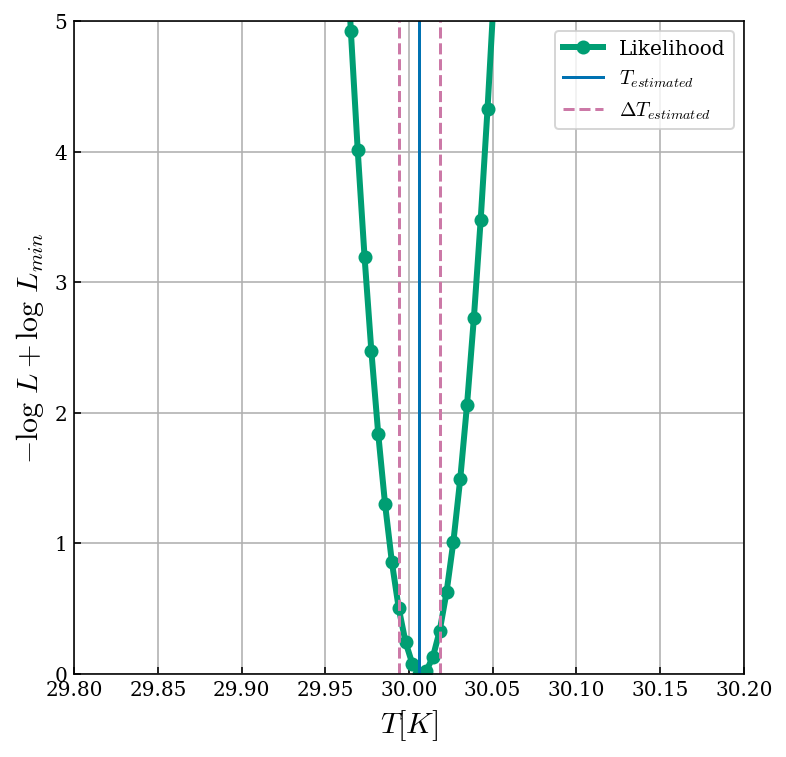 5
4
3
2
1
0
−log L + log L_min
29.80 29.85 29.90 29.95 30.00 30.05 30.10 30.15 30.20
T[K]
Likelihood
T_estimated
ΔT_estimated